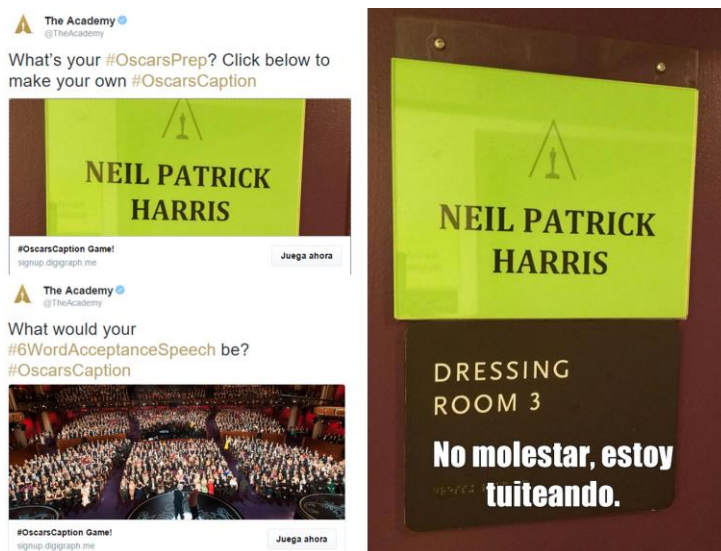 The Academy
@TheAcademy
What's your #OscarsPrep? Click below to
make your own #OscarsCaption
NEIL PATRICK
HARRIS
#OscarsCaption Game!
signup.digigraph.me
Juega ahora
The Academy
@TheAcademy
What would your
#6WordAcceptanceSpeech be?
#OscarsCaption
#OscarsCaption Game!
signup.digigraph.me
Juega ahora
NEIL PATRICK
HARRIS
DRESSING
ROOM 3
No molestar, estoy
tuiteando.